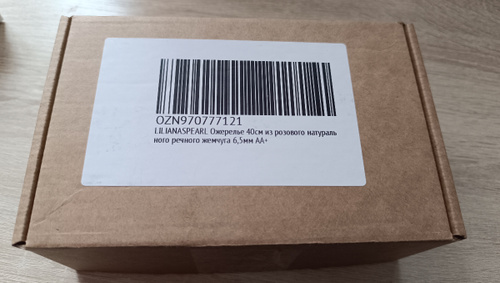 OZN970777121
LILIANASPEARL Ожерелье 40см из розового натураль
ного речного жемчуга 6,5мм АА+